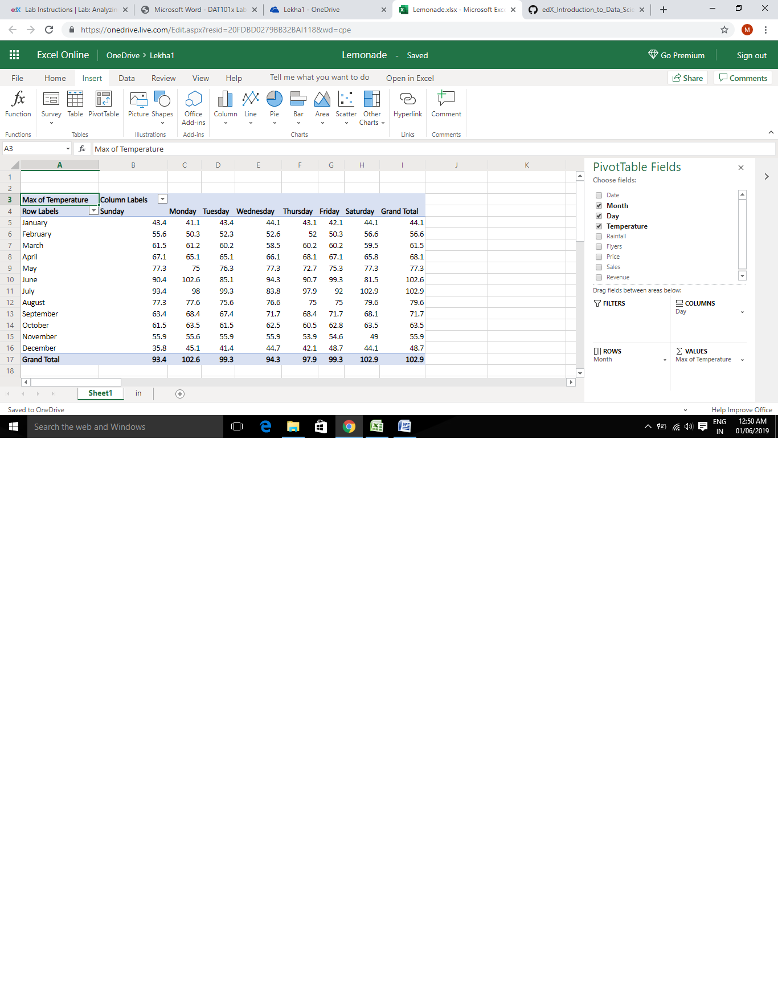 edX Lab Instructions | Lab: Analyzin
Microsoft Word - DAT101x Lab
Lekha1 - OneDrive
Lemonade.xlsx - Microsoft Exce
edX_Introduction_to_Data_Scie
https://onedrive.live.com/Edit.aspx?resid=20FDBD0279BB32BA!118&wd=cpe
M
Excel Online OneDrive > Lekha1 Lemonade - Saved Go Premium Sign out
File Home Insert Data Review View Help Tell me what you want to do Open in Excel Share Comments
fx
Function Survey Table PivotTable Picture Shapes Office Add-ins Column Line Pie Bar Area Scatter Other Charts Hyperlink Comment
Functions Tables Illustrations Add-ins Charts Links Comments
A3 fx Max of Temperature
A B C D E F G H I J K
1
2
3 Max of Temperature Column Labels
4 Row Labels Sunday Monday Tuesday Wednesday Thursday Friday Saturday Grand Total
5 January 43.4 41.1 43.4 44.1 43.1 42.1 44.1 44.1
6 February 55.6 50.3 52.3 52.6 52 50.3 56.6 56.6
7 March 61.5 61.2 60.2 58.5 60.2 60.2 59.5 61.5
8 April 67.1 65.1 65.1 66.1 68.1 67.1 65.8 68.1
9 May 77.3 75 76.3 77.3 72.7 75.3 77.3 77.3
10 June 90.4 102.6 85.1 94.3 90.7 99.3 81.5 102.6
11 July 93.4 98 99.3 83.8 97.9 92 102.9 102.9
12 August 77.3 77.6 75.6 76.6 75 75 79.6 79.6
13 September 63.4 68.4 67.4 71.7 68.4 71.7 68.1 71.7
14 October 61.5 63.5 61.5 62.5 60.5 62.8 63.5 63.5
15 November 55.9 55.6 55.9 55.9 53.9 54.6 49 55.9
16 December 35.8 45.1 41.4 44.7 42.1 48.7 44.1 48.7
17 Grand Total 93.4 102.6 99.3 94.3 97.9 99.3 102.9 102.9
18
PivotTable Fields
Choose fields:
Date
Month
Day
Temperature
Rainfall
Flyers
Price
Sales
Revenue
Drag fields between areas below:
FILTERS COLUMNS
Day
ROWS VALUES
Month Max of Temperature
Sheet1 in
Saved to OneDrive Help Improve Office
Search the web and Windows
ENG 12:50 AM
IN 01/06/2019